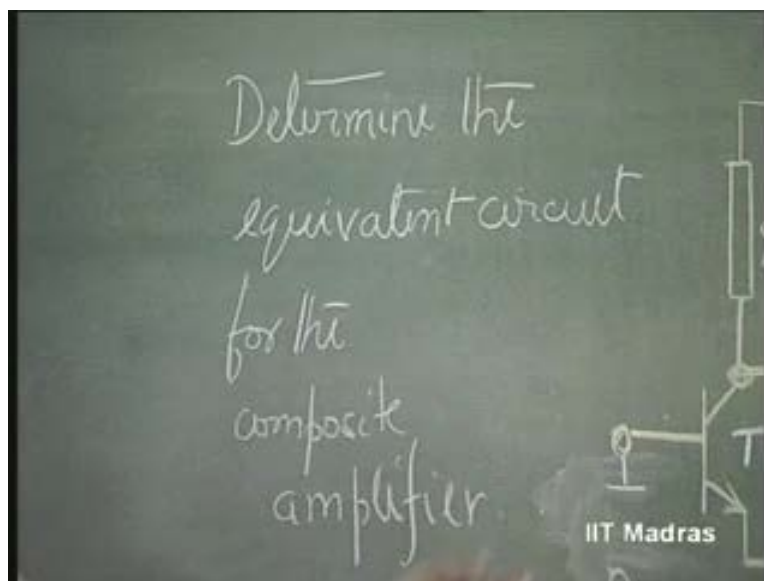 Determine the
equivalent circuit
for the
composite
amplifier.
T
IIT Madras